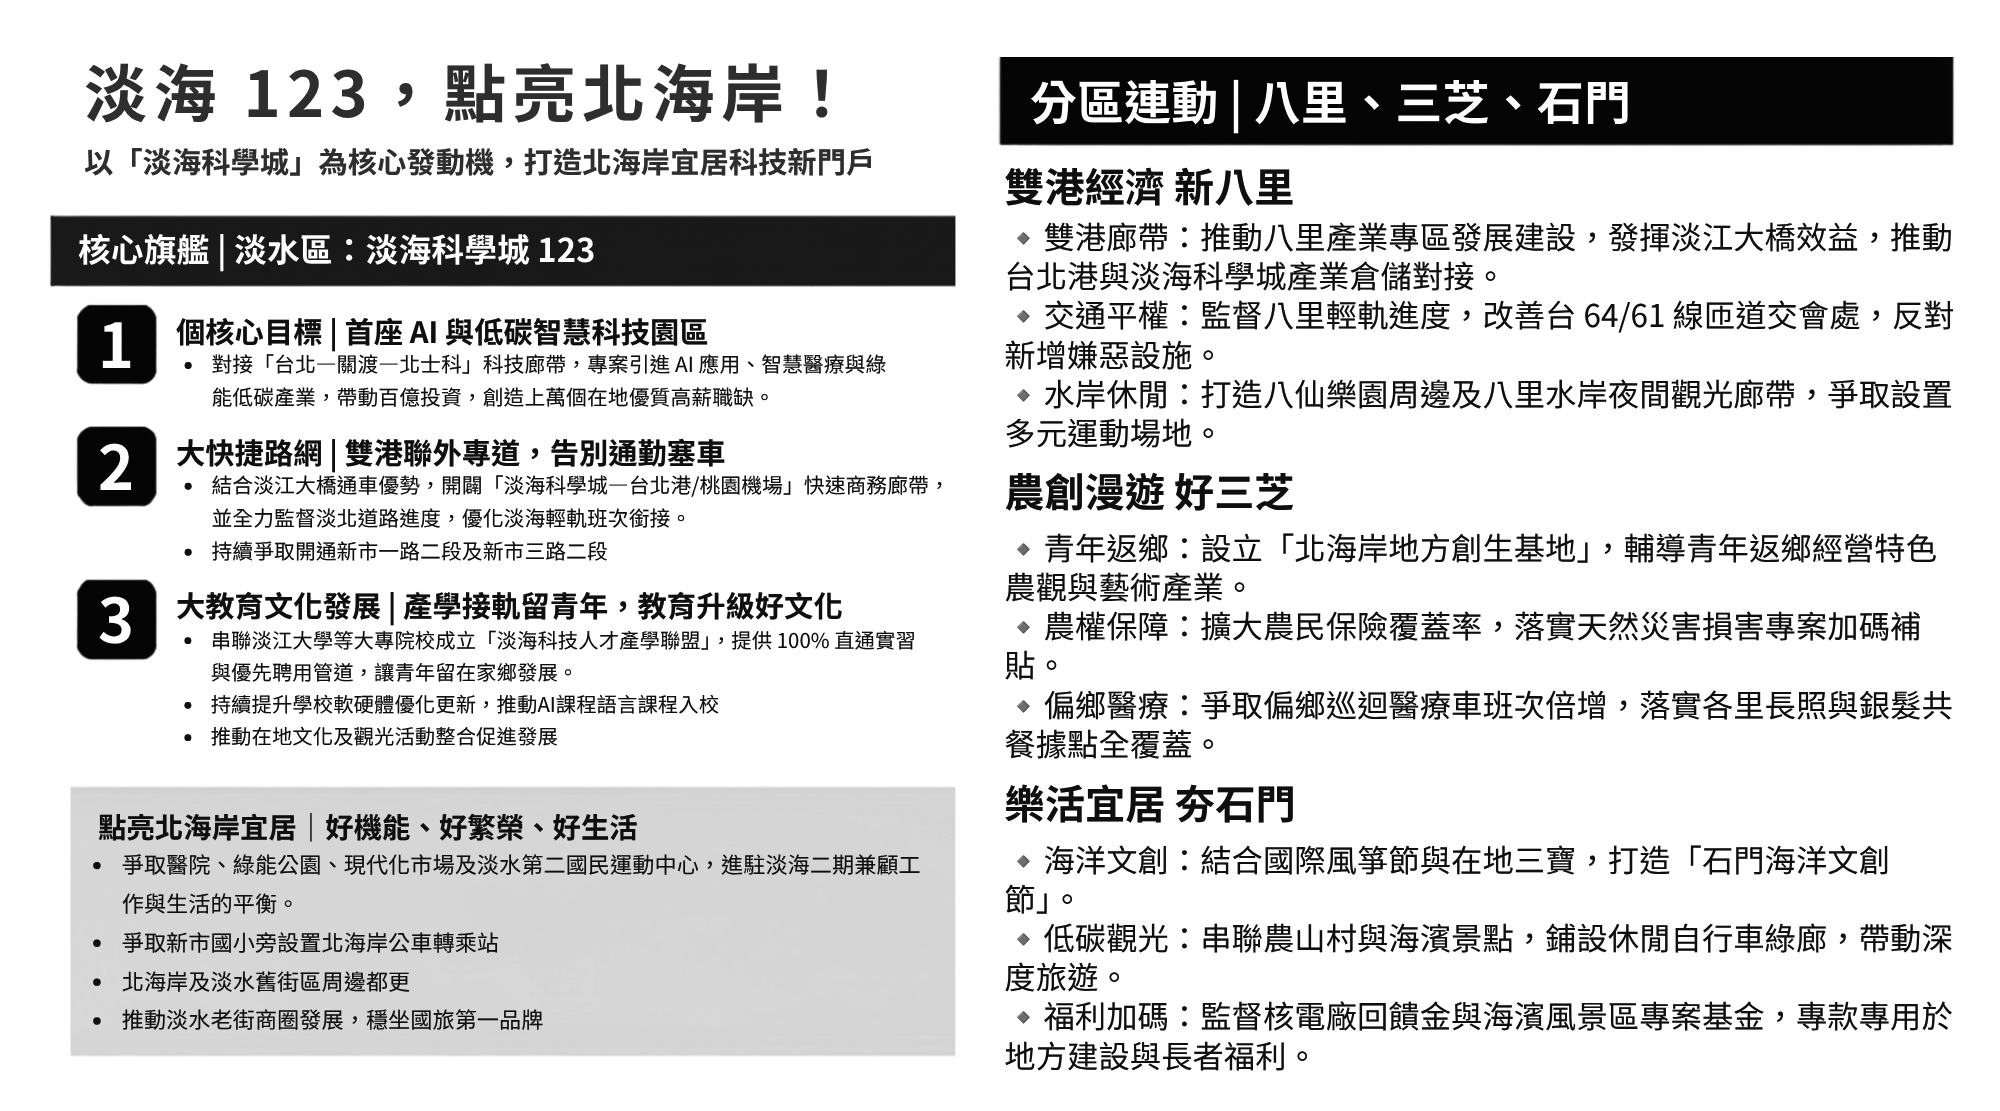 淡海 123，點亮北海岸！
以「淡海科學城」為核心發動機，打造北海岸宜居科技新門戶
核心旗艦 | 淡水區：淡海科學城 123
1
個核心目標 | 首座 AI 與低碳智慧科技園區
• 對接「台北—關渡—北士科」科技廊帶，專案引進 AI 應用、智慧醫療與綠
能低碳產業，帶動百億投資，創造上萬個在地優質高薪職缺。
2
大快捷路網 | 雙港聯外專道，告別通勤塞車
• 結合淡江大橋通車優勢，開闢「淡海科學城—台北港/桃園機場」快速商務廊帶，
並全力監督淡北道路進度，優化淡海輕軌班次銜接。
• 持續爭取開通新市一路二段及新市三路二段
3
大教育文化發展 | 產學接軌留青年，教育升級好文化
• 串聯淡江大學等大專院校成立「淡海科技人才產學聯盟」，提供 100% 直通實習
與優先聘用管道，讓青年留在家鄉發展。
• 持續提升學校軟硬體優化更新，推動AI課程語言課程入校
• 推動在地文化及觀光活動整合促進發展
點亮北海岸宜居｜好機能、好繁榮、好生活
• 爭取醫院、綠能公園、現代化市場及淡水第二國民運動中心，進駐淡海二期兼顧工
作與生活的平衡。
• 爭取新市國小旁設置北海岸公車轉乘站
• 北海岸及淡水舊街區周邊都更
• 推動淡水老街商圈發展，穩坐國旅第一品牌
分區連動 | 八里、三芝、石門
雙港經濟 新八里
🔹 雙港廊帶：推動八里產業專區發展建設，發揮淡江大橋效益，推動
台北港與淡海科學城產業倉儲對接。
🔹 交通平權：監督八里輕軌進度，改善台 64/61 線匝道交會處，反對
新增嫌惡設施。
🔹 水岸休閒：打造八仙樂園周邊及八里水岸夜間觀光廊帶，爭取設置
多元運動場地。
農創漫遊 好三芝
🔹 青年返鄉：設立「北海岸地方創生基地」，輔導青年返鄉經營特色
農觀與藝術產業。
🔹 農權保障：擴大農民保險覆蓋率，落實天然災害損害專案加碼補
貼。
🔹 偏鄉醫療：爭取偏鄉巡迴醫療車班次倍增，落實各里長照與銀髮共
餐據點全覆蓋。
樂活宜居 夯石門
🔹 海洋文創：結合國際風箏節與在地三寶，打造「石門海洋文創
節」。
🔹 低碳觀光：串聯農山村與海濱景點，鋪設休閒自行車綠廊，帶動深
度旅遊。
🔹 福利加碼：監督核電廠回饋金與海濱風景區專案基金，專款專用於
地方建設與長者福利。